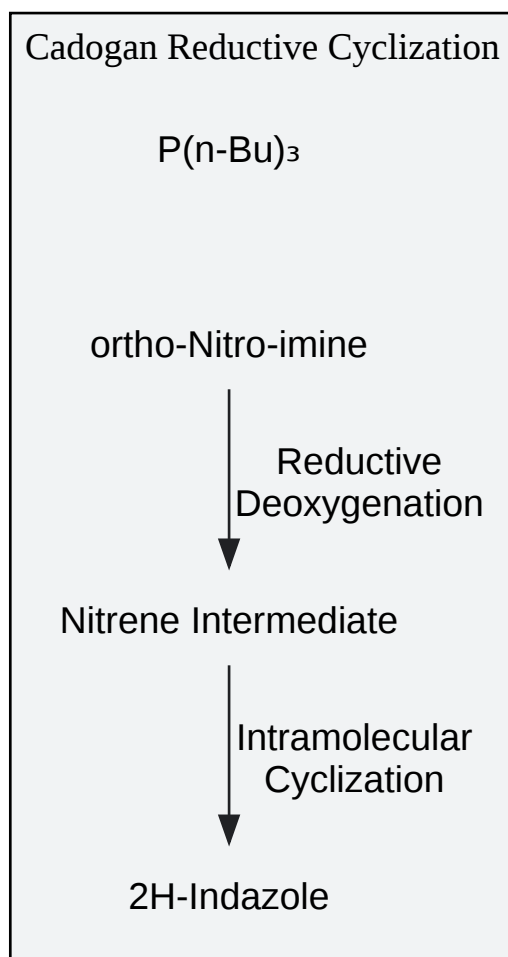 Cadogan Reductive Cyclization
P(n-Bu)₃
ortho-Nitro-imine
Reductive
Deoxygenation
Nitrene Intermediate
Intramolecular
Cyclization
2H-Indazole